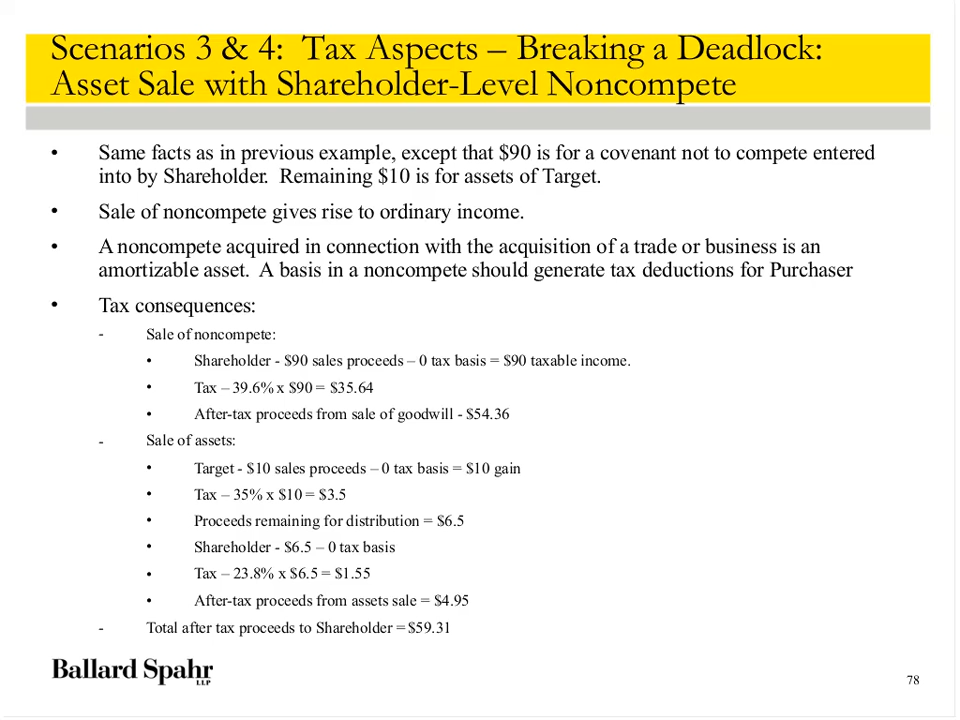 Scenarios 3 & 4:  Tax Aspects – Breaking a Deadlock:
Asset Sale with Shareholder-Level Noncompete
• Same facts as in previous example, except that $90 is for a covenant not to compete entered
into by Shareholder.  Remaining $10 is for assets of Target.
• Sale of noncompete gives rise to ordinary income.
• A noncompete acquired in connection with the acquisition of a trade or business is an
amortizable asset.  A basis in a noncompete should generate tax deductions for Purchaser
• Tax consequences:
- Sale of noncompete:
• Shareholder - $90 sales proceeds – 0 tax basis = $90 taxable income.
• Tax – 39.6% x $90 = $35.64
• After-tax proceeds from sale of goodwill - $54.36
- Sale of assets:
• Target - $10 sales proceeds – 0 tax basis = $10 gain
• Tax – 35% x $10 = $3.5
• Proceeds remaining for distribution = $6.5
• Shareholder - $6.5 – 0 tax basis
• Tax – 23.8% x $6.5 = $1.55
• After-tax proceeds from assets sale = $4.95
- Total after tax proceeds to Shareholder = $59.31
Ballard Spahr
LLP
78